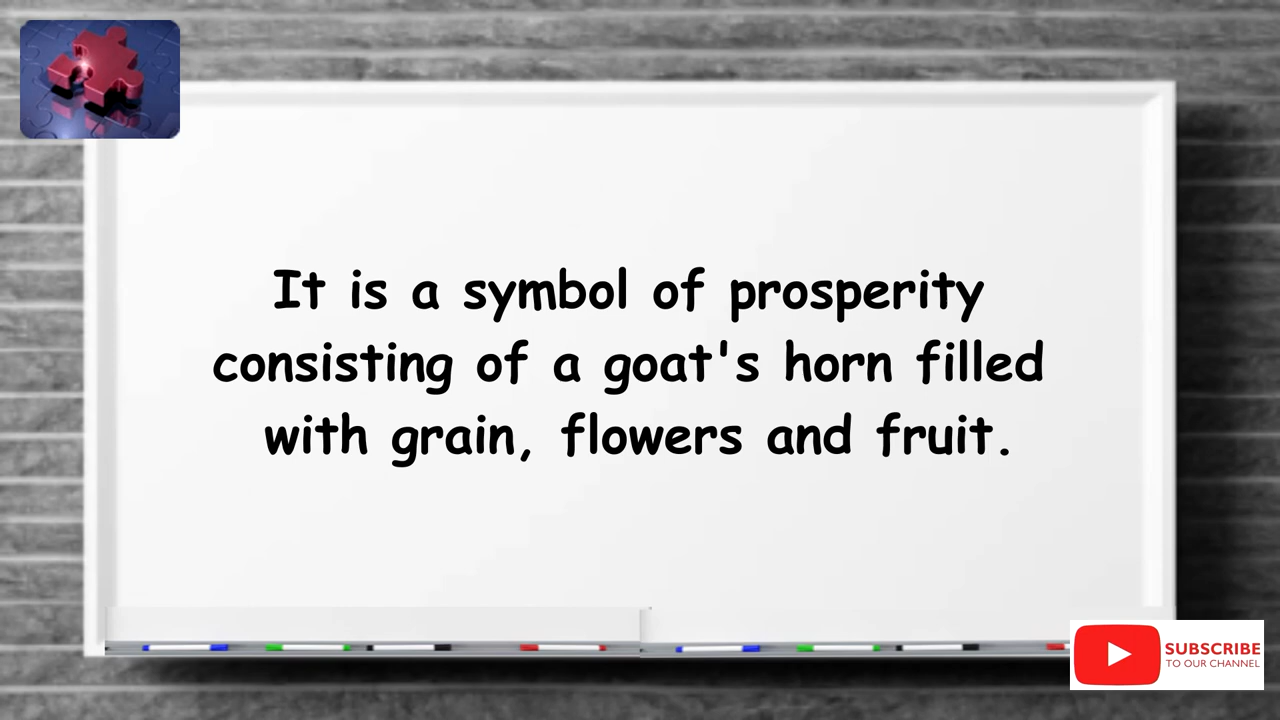 It is a symbol of prosperity
consisting of a goat's horn filled
with grain, flowers and fruit.
SUBSCRIBE
TO OUR CHANNEL